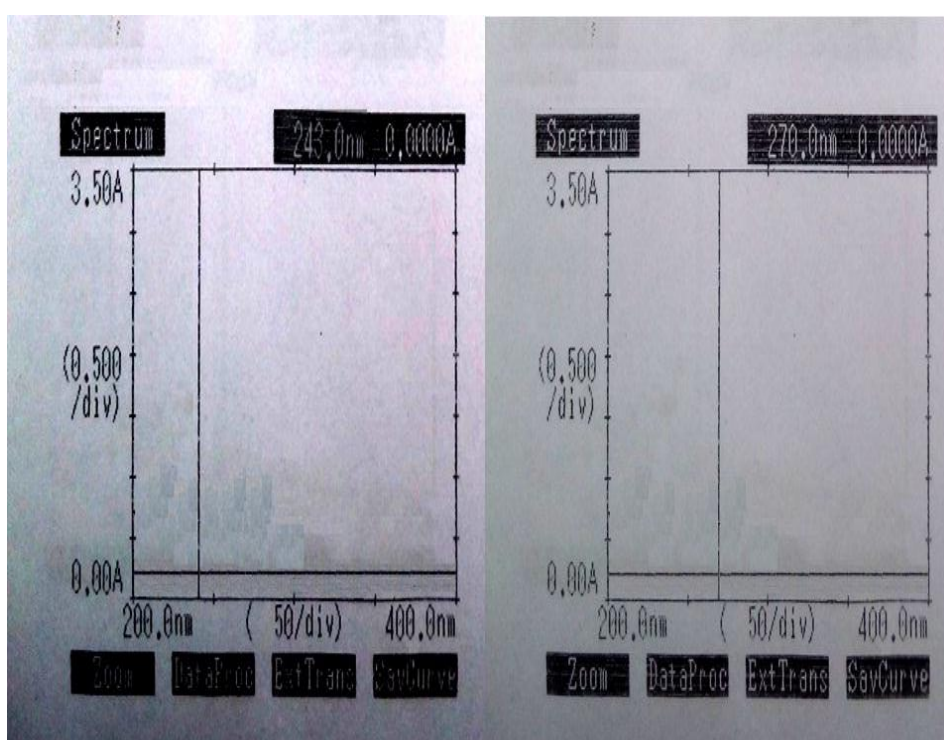 Spectrum 243.0nm 0.0000A
3.50A
(0.500
/div)
0.00A
200.0nm ( 50/div) 400.0nm
Zoom DataProc ExtTrans SavCurve
Spectrum 270.0nm 0.0000A
3.50A
(0.500
/div)
0.00A
200.0nm ( 50/div) 400.0nm
Zoom DataProc ExtTrans SavCurve